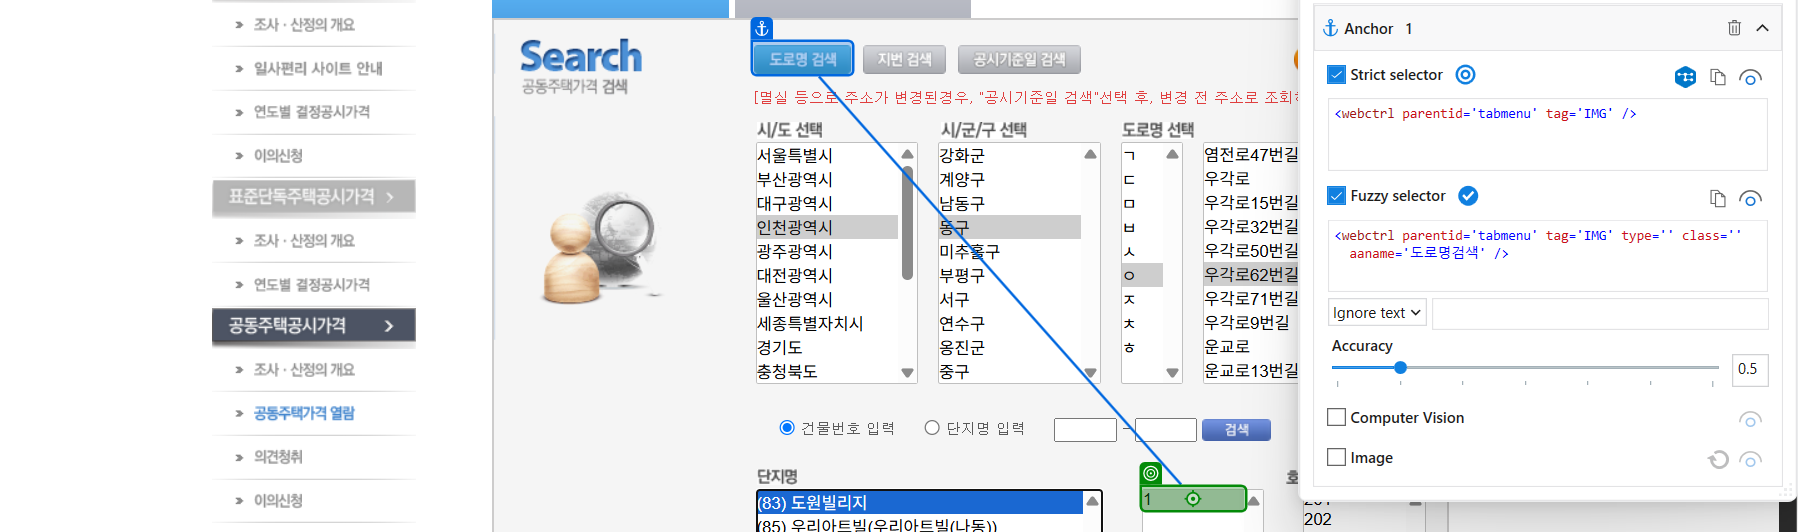 조사 · 산정의 개요
일사편리 사이트 안내
연도별 결정공시가격
이의신청
표준단독주택공시가격
조사 · 산정의 개요
연도별 결정공시가격
공동주택공시가격
조사 · 산정의 개요
공동주택가격 열람
의견청취
이의신청
Search
공동주택가격 검색
도로명 검색
지번 검색
공시기준일 검색
[멸실 등으로 주소가 변경된경우, "공시기준일 검색"선택 후, 변경 전 주소로 조회하
시/도 선택
서울특별시
부산광역시
대구광역시
인천광역시
광주광역시
대전광역시
울산광역시
세종특별자치시
경기도
충청북도
시/군/구 선택
강화군
계양구
남동구
동구
미추홀구
부평구
서구
연수구
옹진군
중구
도로명 선택
ㄱ
ㄷ
ㅁ
ㅂ
ㅅ
ㅇ
ㅈ
ㅊ
ㅎ
염전로47번길
우각로
우각로15번길
우각로32번길
우각로50번길
우각로62번길
우각로71번길
우각로9번길
운교로
운교로13번길
건물번호 입력
단지명 입력
-
검색
단지명
(83) 도원빌리지
(85) 우리아트빌(우리아트빌(나동))
1
호
201
202
Anchor 1
Strict selector
<webctrl parentid='tabmenu' tag='IMG' />
Fuzzy selector
<webctrl parentid='tabmenu' tag='IMG' type='' class=''
aaname='도로명검색' />
Ignore text
Accuracy
0.5
Computer Vision
Image